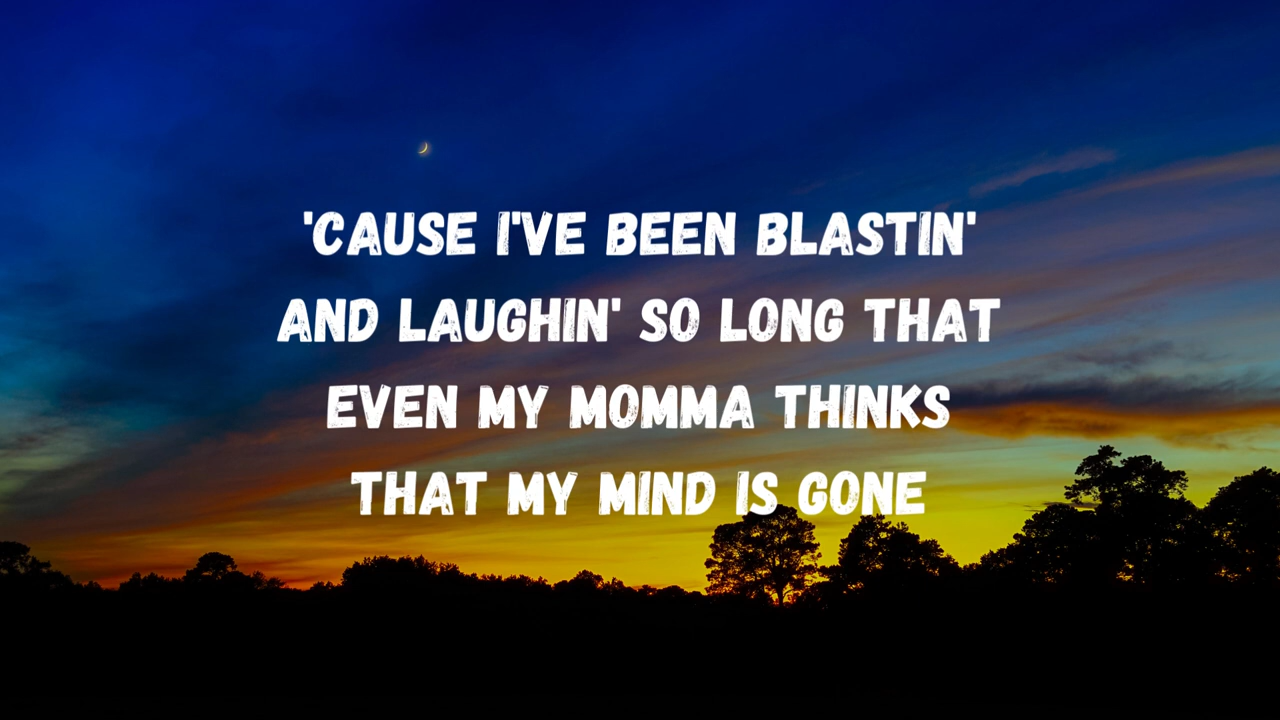 'CAUSE I'VE BEEN BLASTIN'
AND LAUGHIN' SO LONG THAT
EVEN MY MOMMA THINKS
THAT MY MIND IS GONE